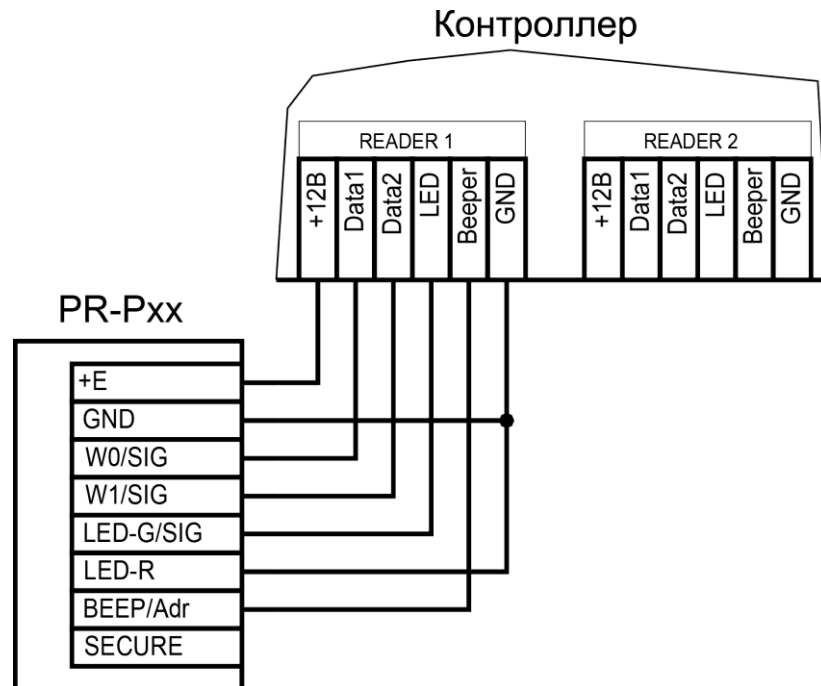 Контроллер
READER 1
READER 2
+12В
Data1
Data2
LED
Beeper
GND
+12В
Data1
Data2
LED
Beeper
GND
PR-Pxx
+E
GND
W0/SIG
W1/SIG
LED-G/SIG
LED-R
BEEP/Adr
SECURE